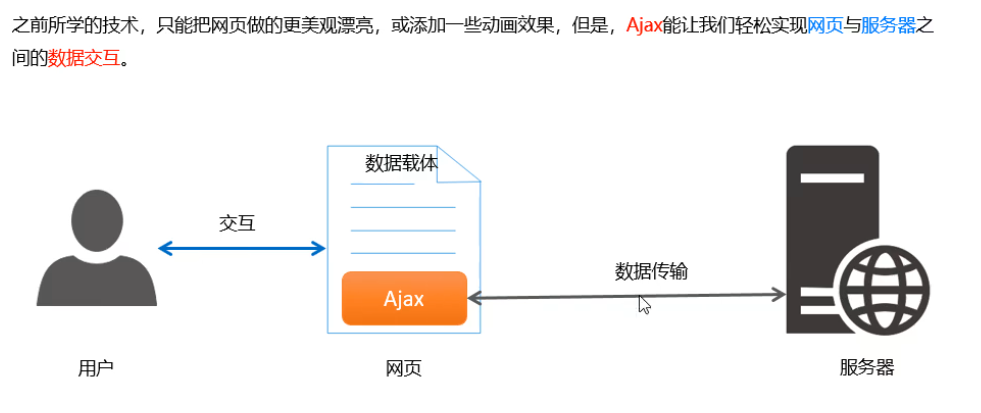 之前所学的技术，只能把网页做的更美观漂亮，或添加一些动画效果，但是，Ajax能让我们轻松实现网页与服务器之
间的数据交互。
数据载体
交互
数据传输
Ajax
用户
网页
服务器